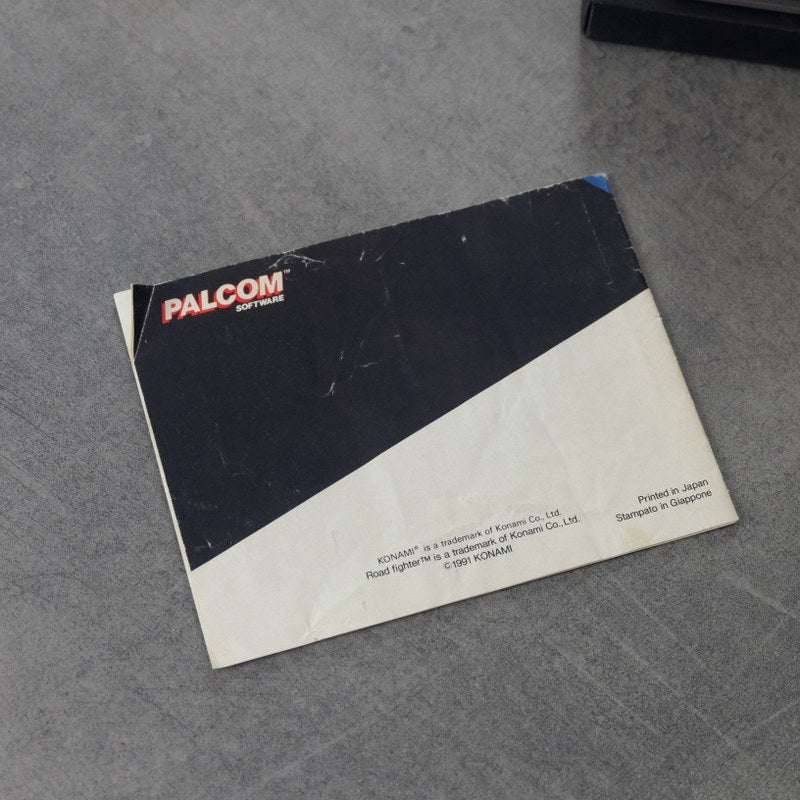 PALCOM™
SOFTWARE
KONAMI® is a trademark of Konami Co., Ltd.
Road fighter™ is a trademark of Konami Co., Ltd.
©1991 KONAMI
Printed in Japan
Stampato in Giappone